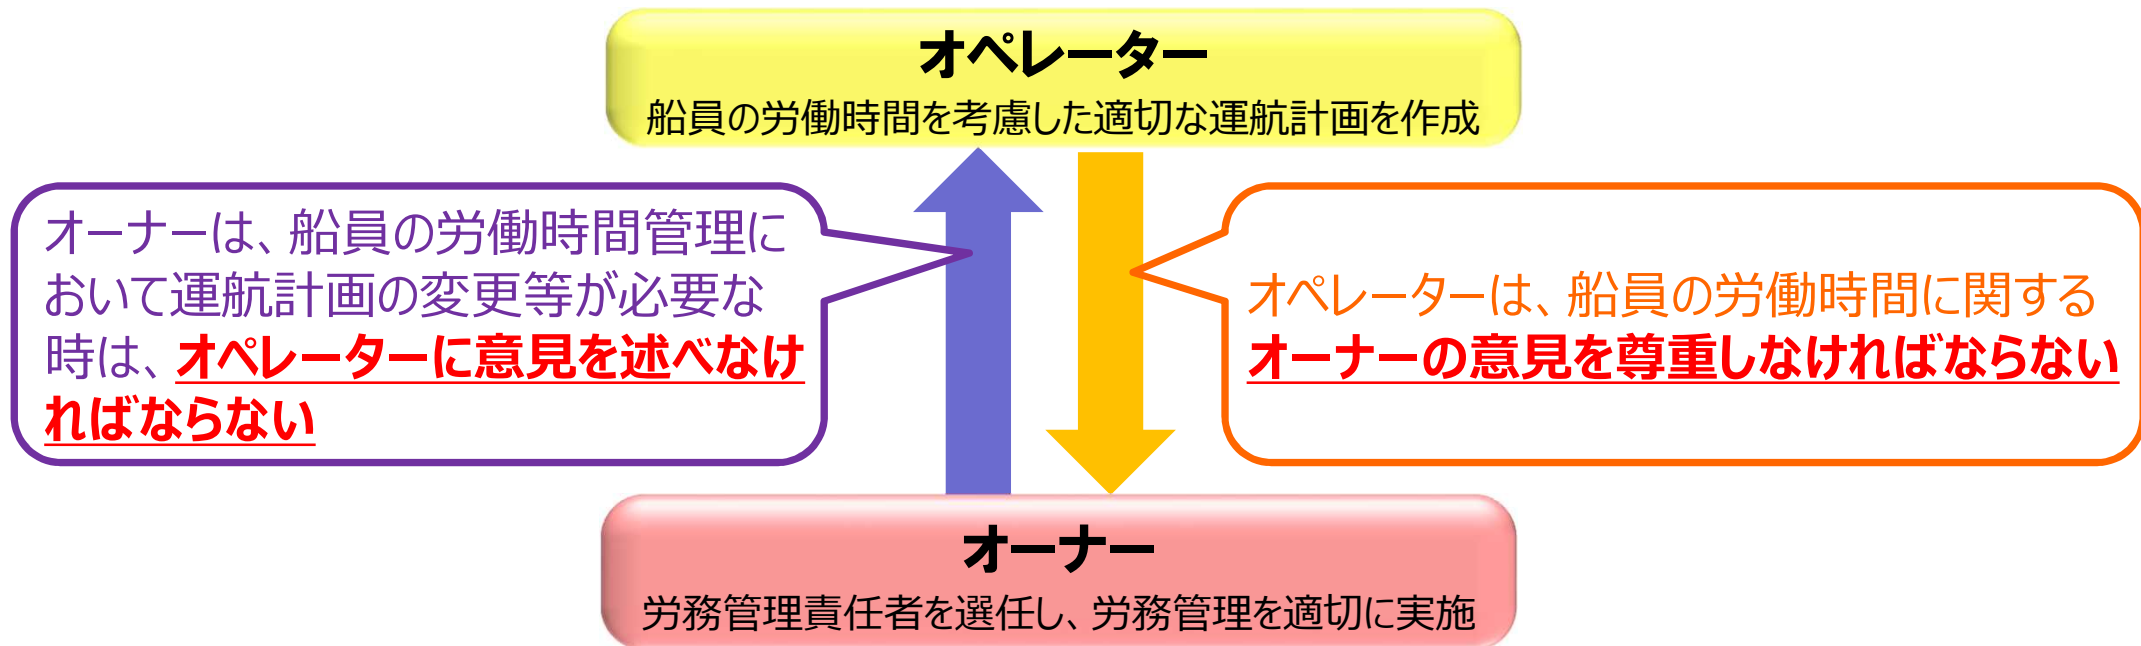 オペレーター
船員の労働時間を考慮した適切な運航計画を作成
オーナーは、船員の労働時間管理に
おいて運航計画の変更等が必要な
時は、オペレーターに意見を述べなけ
ればならない
オペレーターは、船員の労働時間に関する
オーナーの意見を尊重しなければならない
オーナー
労務管理責任者を選任し、労務管理を適切に実施